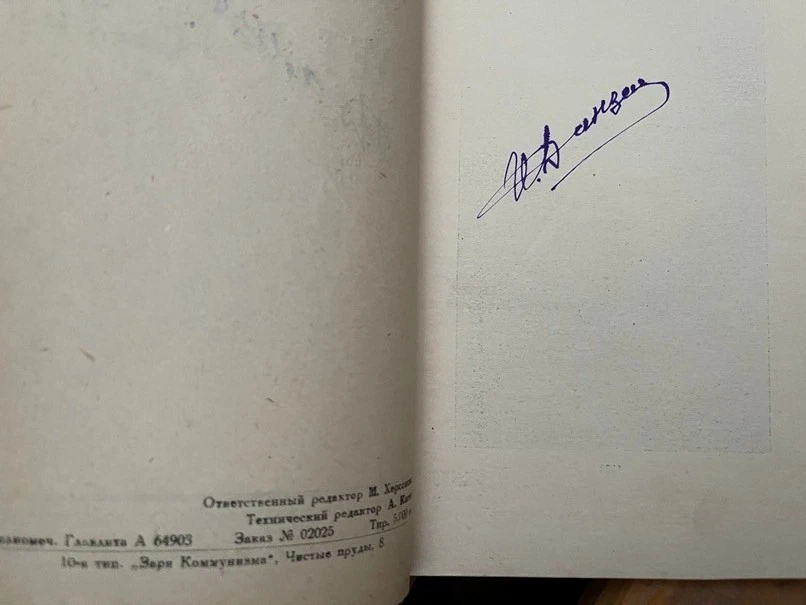 Ответственный редактор М.
Технический редактор А.
Главлита А 64903 Заказ № 02025 Тир.
10-я тип. „Заря Коммунизма“, Чистые пруды, 8
И.